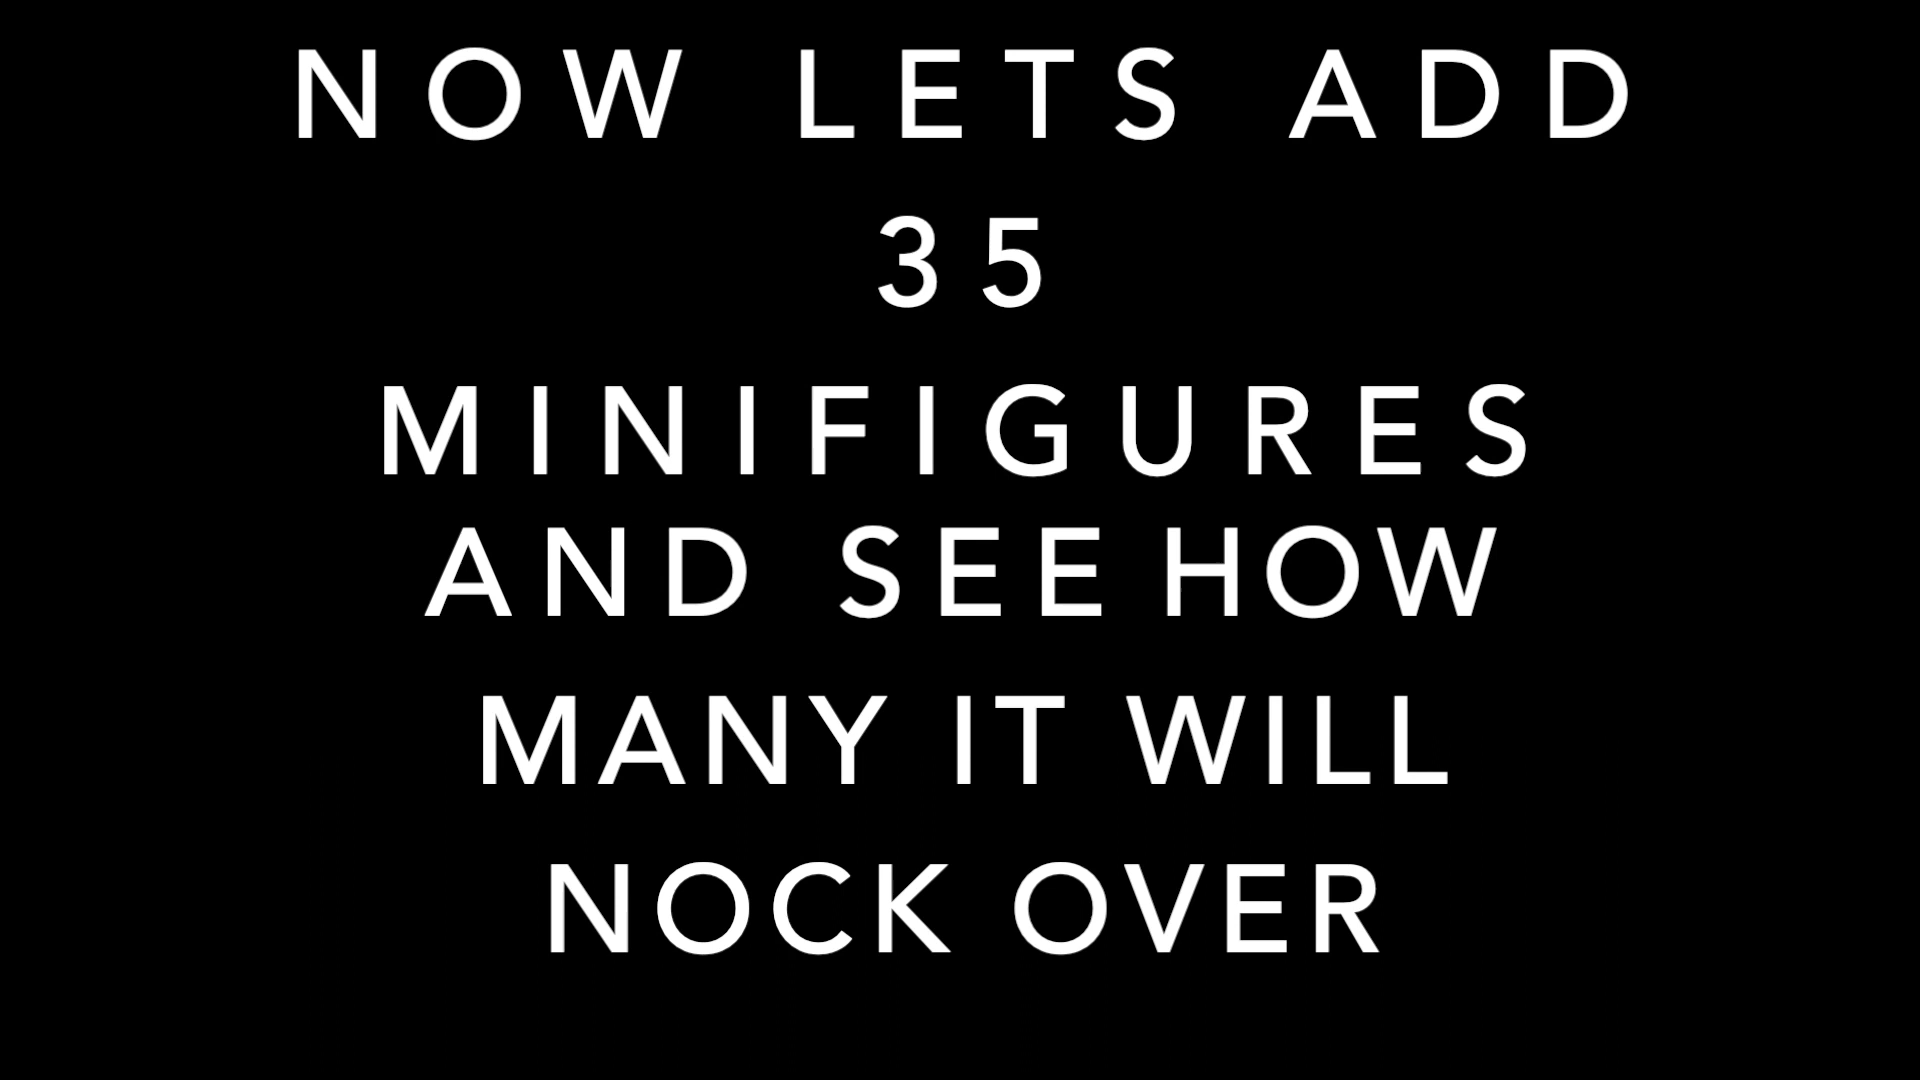 NOW LETS ADD
35
MINIFIGURES
AND SEE HOW
MANY IT WILL
NOCK OVER